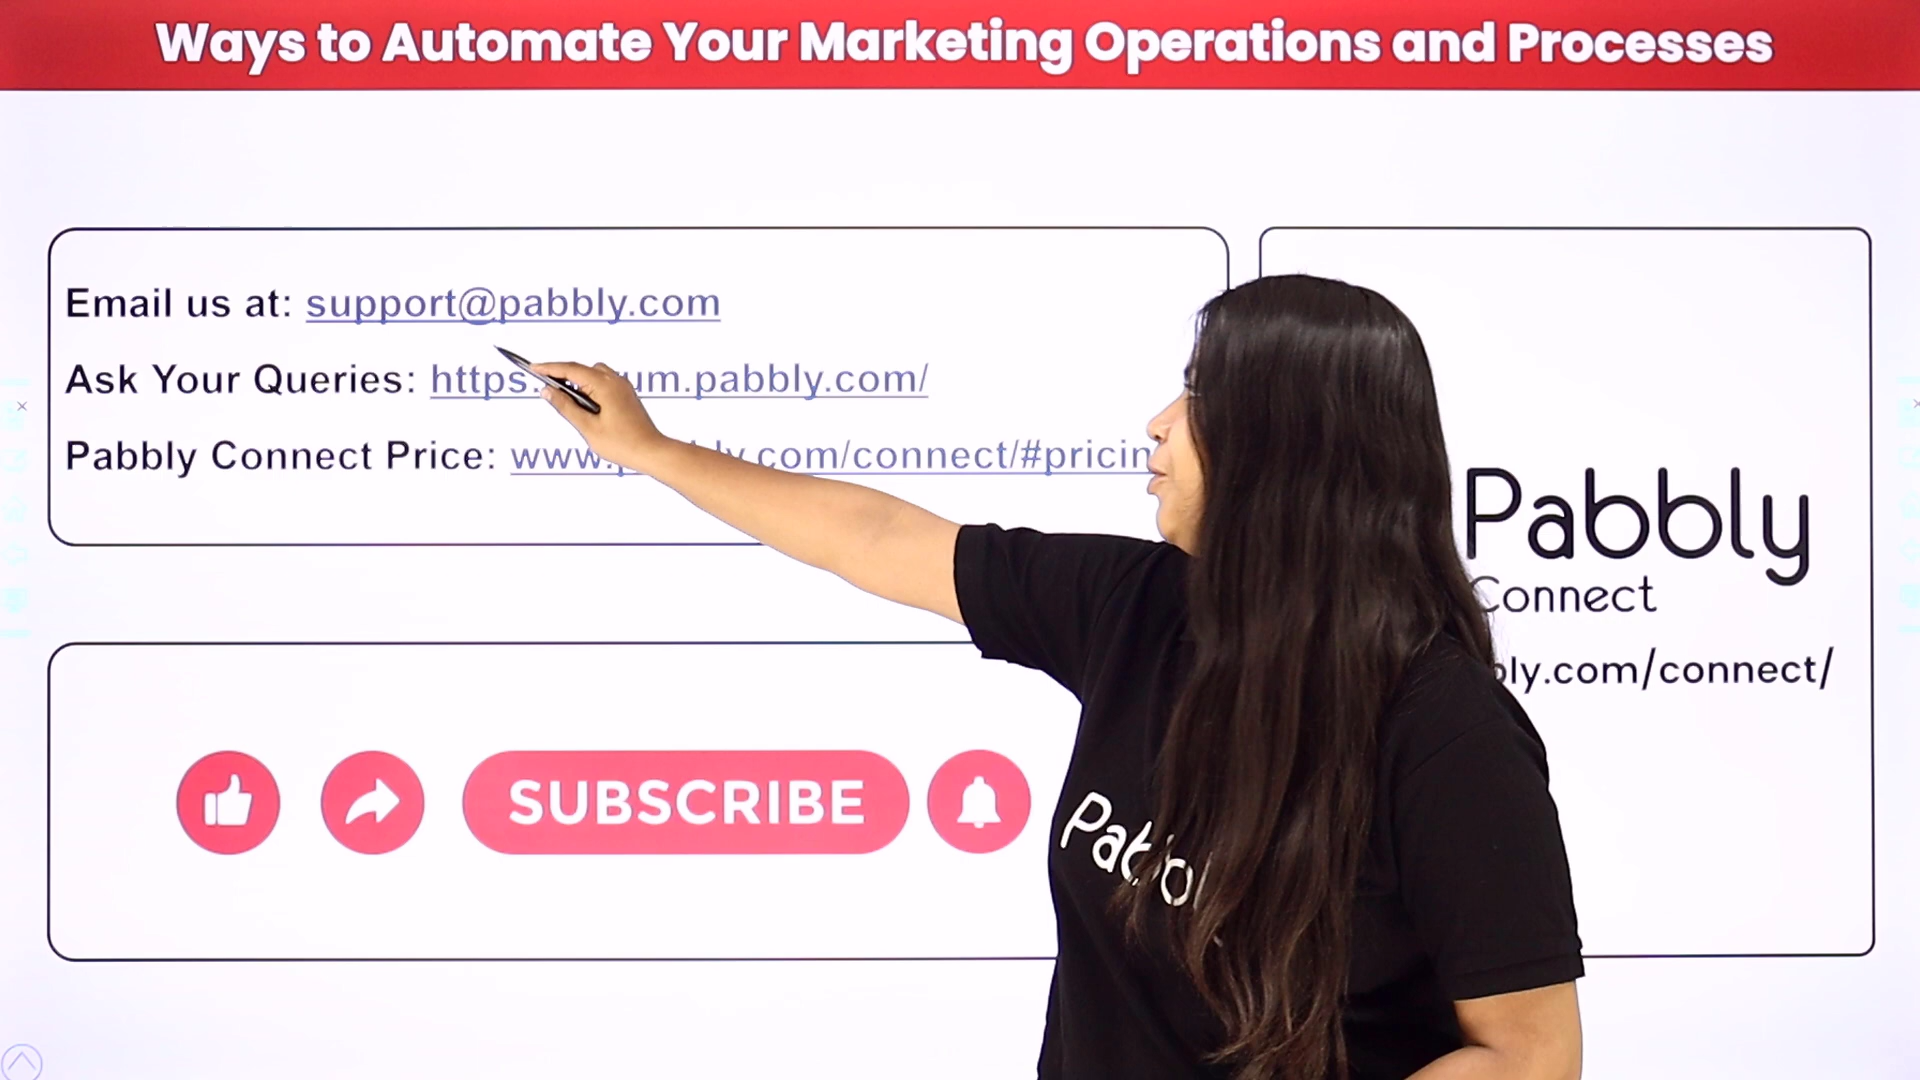 Ways to Automate Your Marketing Operations and Processes
Email us at: support@pabbly.com
Ask Your Queries: https: um.pabbly.com/
Pabbly Connect Price: www. .com/connect/#pricin
Pabbly
Connect
ly.com/connect/
SUBSCRIBE